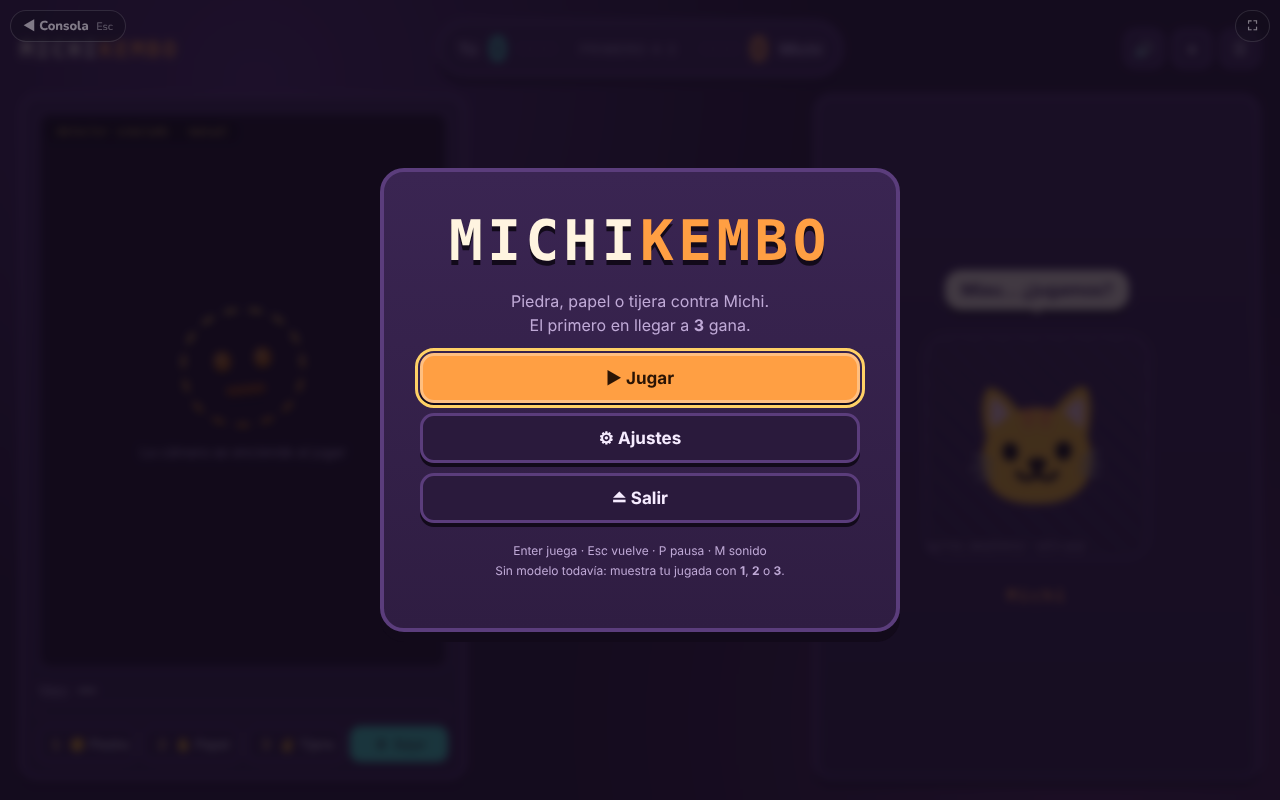 ◀ Consola Esc
MICHIKEMBO
Piedra, papel o tijera contra Michi.
El primero en llegar a 3 gana.
▶ Jugar
⚙ Ajustes
⏏ Salir
Enter juega · Esc vuelve · P pausa · M sonido
Sin modelo todavía: muestra tu jugada con 1, 2 o 3.